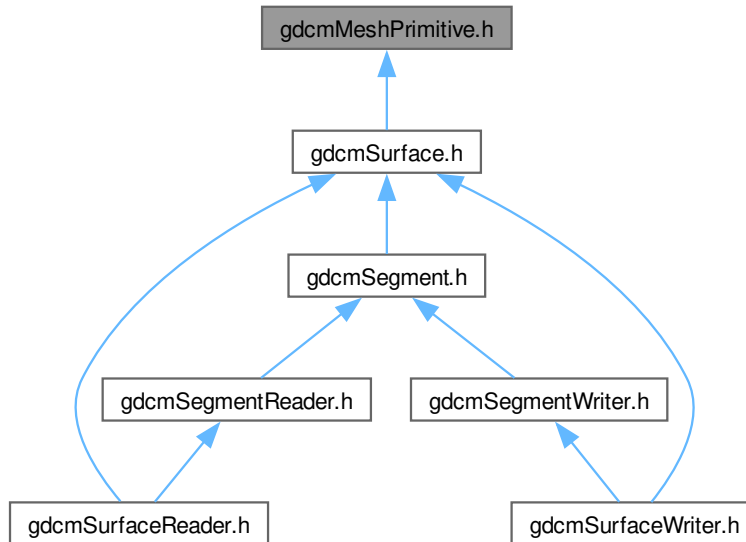 gdcmMeshPrimitive.h
gdcmSurface.h
gdcmSegment.h
gdcmSegmentReader.h
gdcmSegmentWriter.h
gdcmSurfaceReader.h
gdcmSurfaceWriter.h